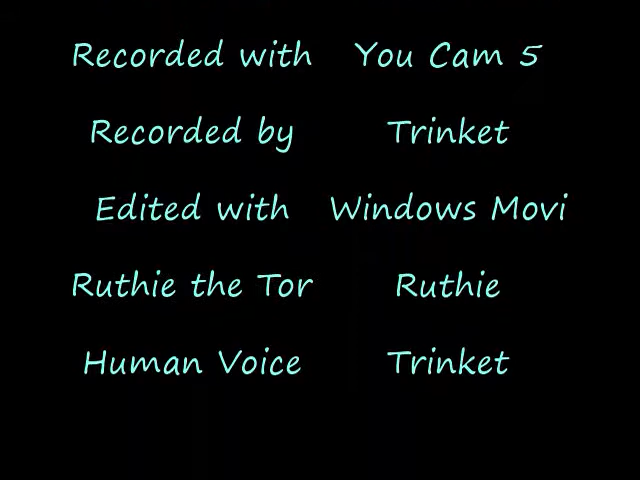 Recorded with You Cam 5
Recorded by Trinket
Edited with Windows Movi
Ruthie the Tor Ruthie
Human Voice Trinket